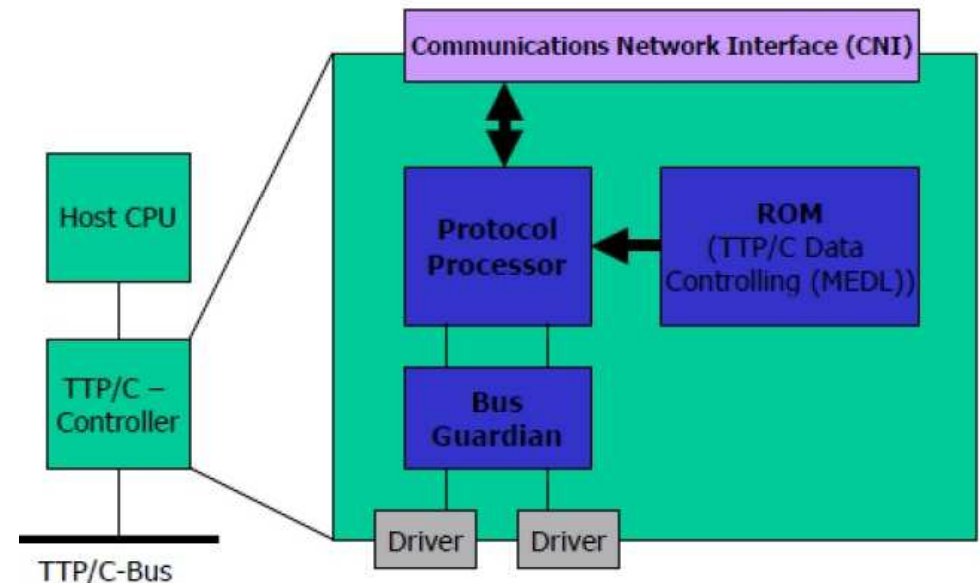 Communications Network Interface (CNI)
Host CPU
TTP/C –
Controller
TTP/C-Bus
Protocol
Processor
ROM
(TTP/C Data
Controlling (MEDL))
Bus
Guardian
Driver
Driver